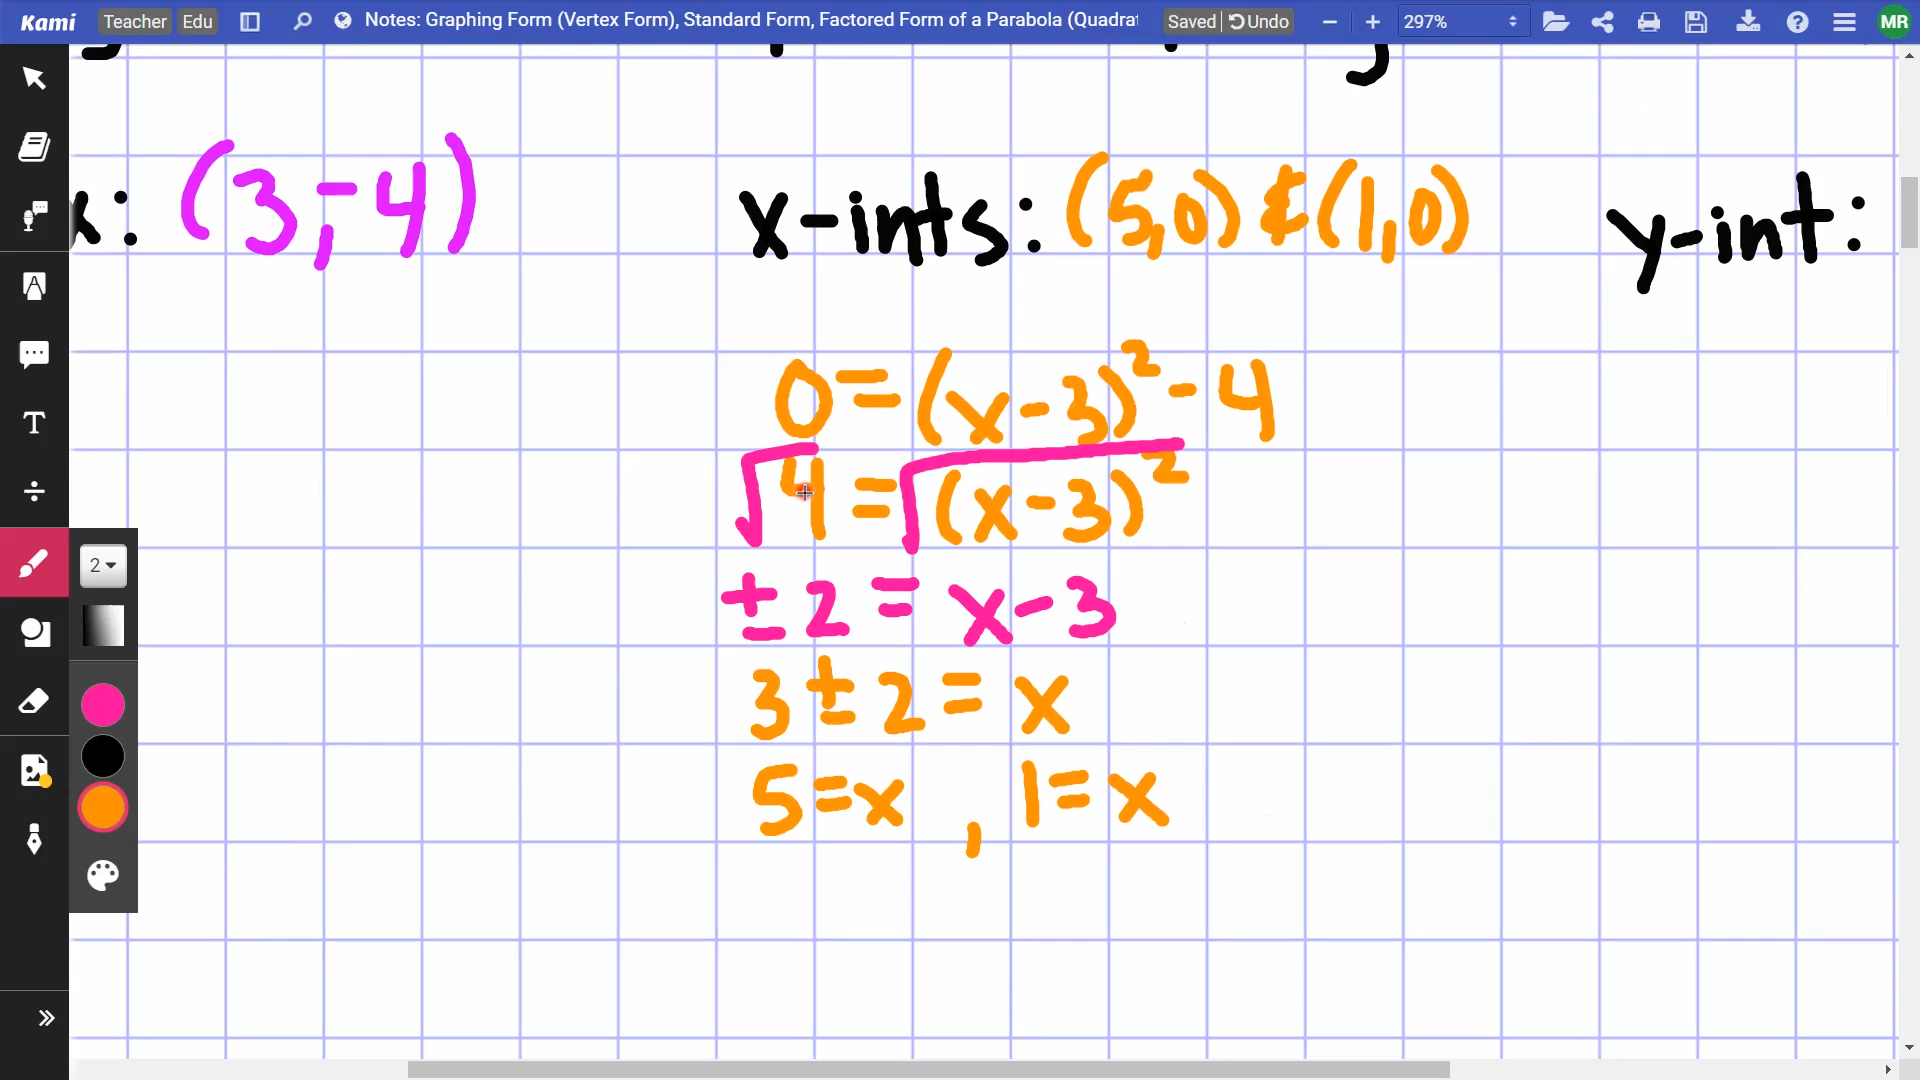 Kami Teacher Edu Notes: Graphing Form (Vertex Form), Standard Form, Factored Form of a Parabola (Quadrat Saved Undo 297% MR
x: (3,-4) x-ints: (5,0) & (1,0) y-int:
0=(x-3)²-4
√4=√(x-3)²
±2=x-3
3±2=x
5=x , 1=x
2